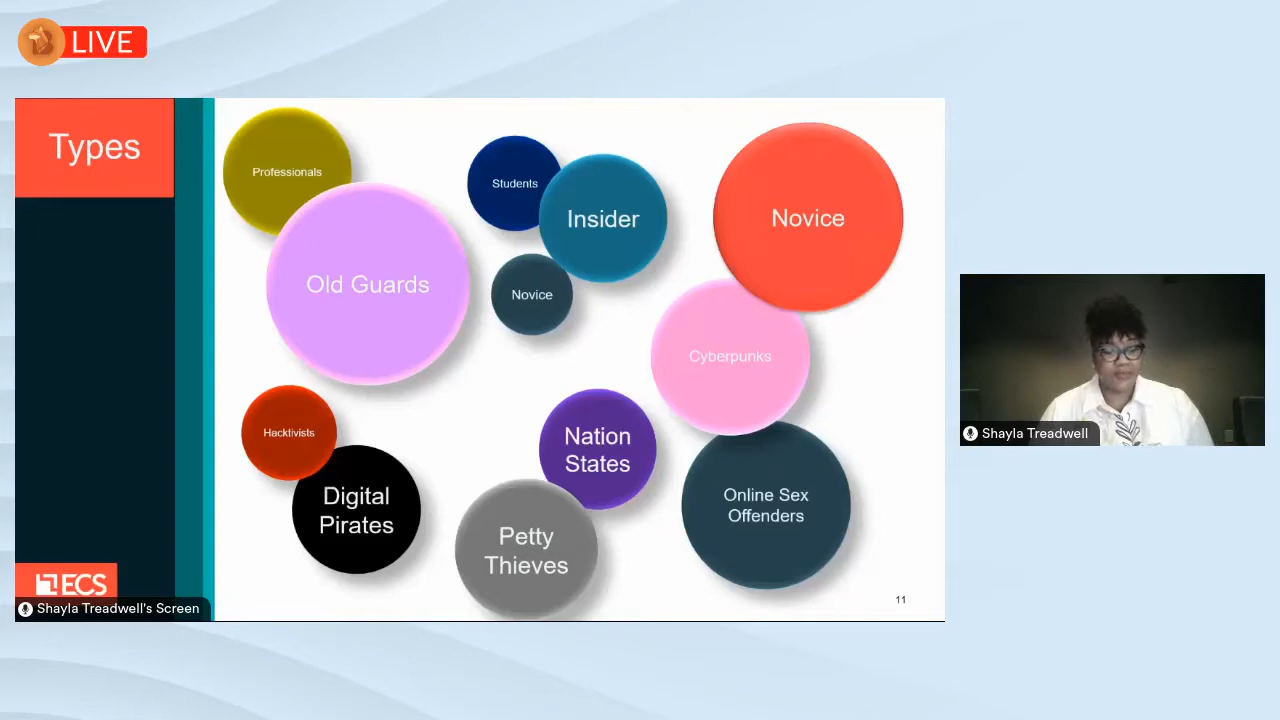 LIVE
Types
Professionals
Old Guards
Students
Insider
Novice
Novice
Cyberpunks
Hacktivists
Digital
Pirates
Nation
States
Petty
Thieves
Online Sex
Offenders
11
ECS
Shayla Treadwell's Screen
Shayla Treadwell